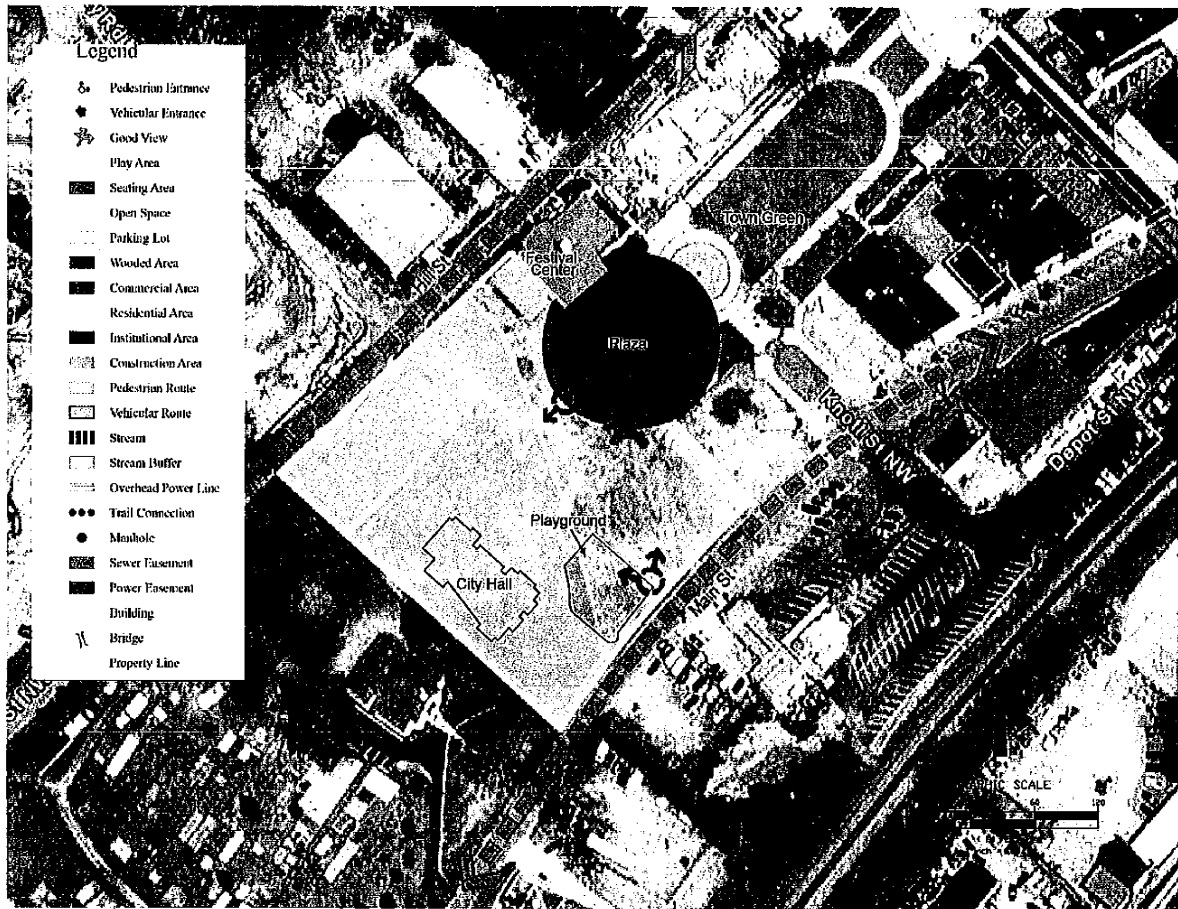 Legend
Pedestrian Entrance
Vehicular Entrance
Good View
Play Area
Seating Area
Open Space
Parking Lot
Wooded Area
Commercial Area
Residential Area
Institutional Area
Construction Area
Pedestrian Route
Vehicular Route
Stream
Stream Buffer
Overhead Power Line
Trail Connection
Manhole
Sewer Easement
Power Easement
Building
Bridge
Property Line
Hill St
Town Green
Festival
Center
Plaza
Knott St NW
Depot St NW
Playground
City Hall
Main St
SCALE
60
120